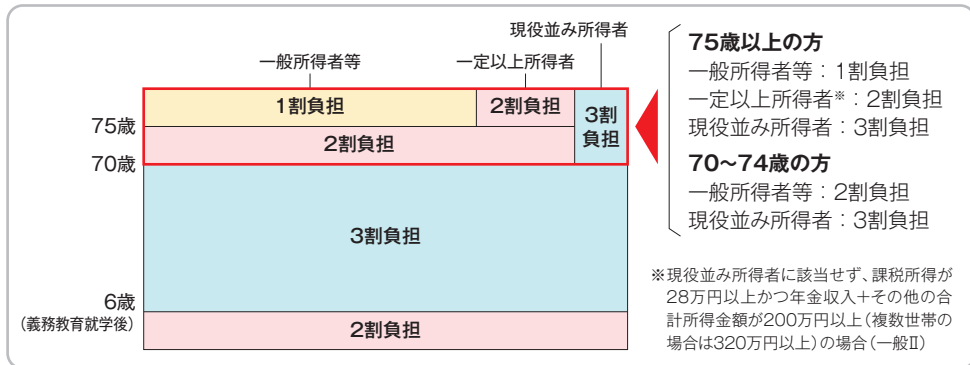 現役並み所得者
一般所得者等
一定以上所得者
1割負担
2割負担
3割
負担
75歳
2割負担
70歳
3割負担
6歳
(義務教育就学後)
2割負担
75歳以上の方
一般所得者等：1割負担
一定以上所得者※：2割負担
現役並み所得者：3割負担
70〜74歳の方
一般所得者等：2割負担
現役並み所得者：3割負担
※現役並み所得者に該当せず、課税所得が
28万円以上かつ年金収入+その他の合
計所得金額が200万円以上(複数世帯の
場合は320万円以上)の場合(一般Ⅱ)